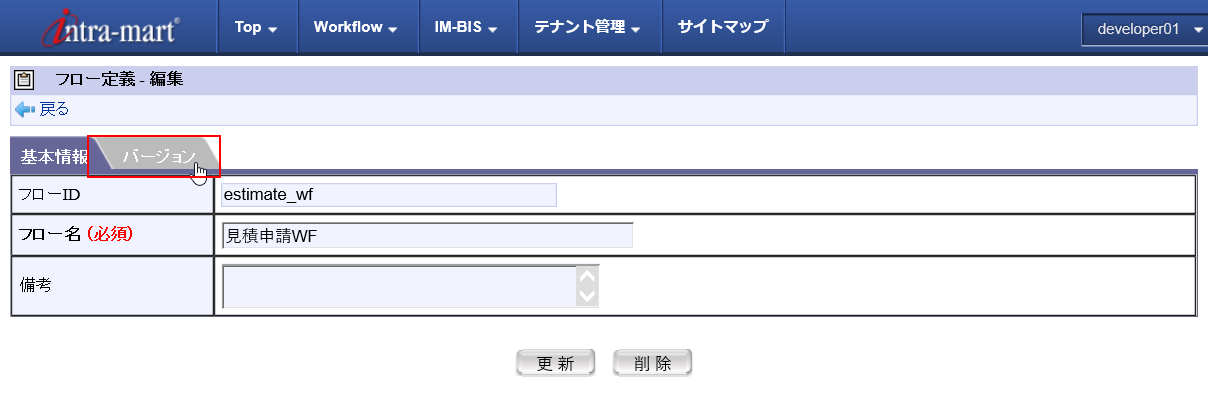 intra-mart Top Workflow IM-BIS テナント管理 サイトマップ developer01
フロー定義 - 編集
戻る
基本情報 バージョン
フローID estimate_wf
フロー名 (必須) 見積申請WF
備考
更 新 削 除